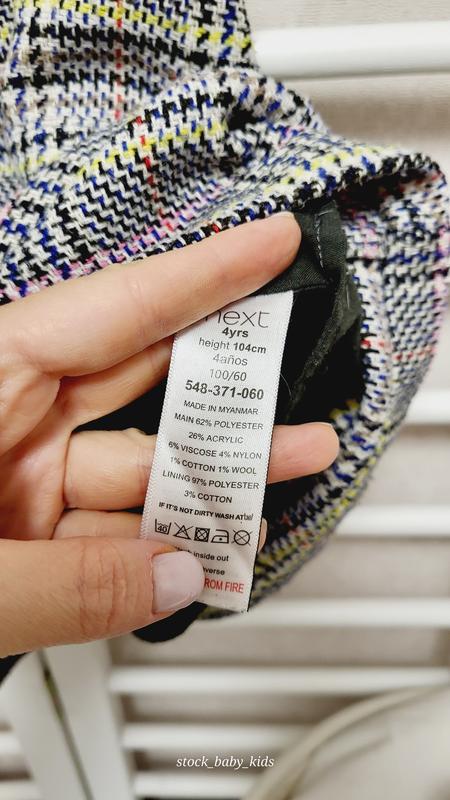 next
4yrs
height 104cm
4años
100/60
548-371-060
MADE IN MYANMAR
MAIN 62% POLYESTER
26% ACRYLIC
6% VISCOSE 4% NYLON
1% COTTON 1% WOOL
LINING 97% POLYESTER
3% COTTON
IF IT'S NOT DIRTY WASH AT
40
inside out
FROM FIRE
stock_baby_kids